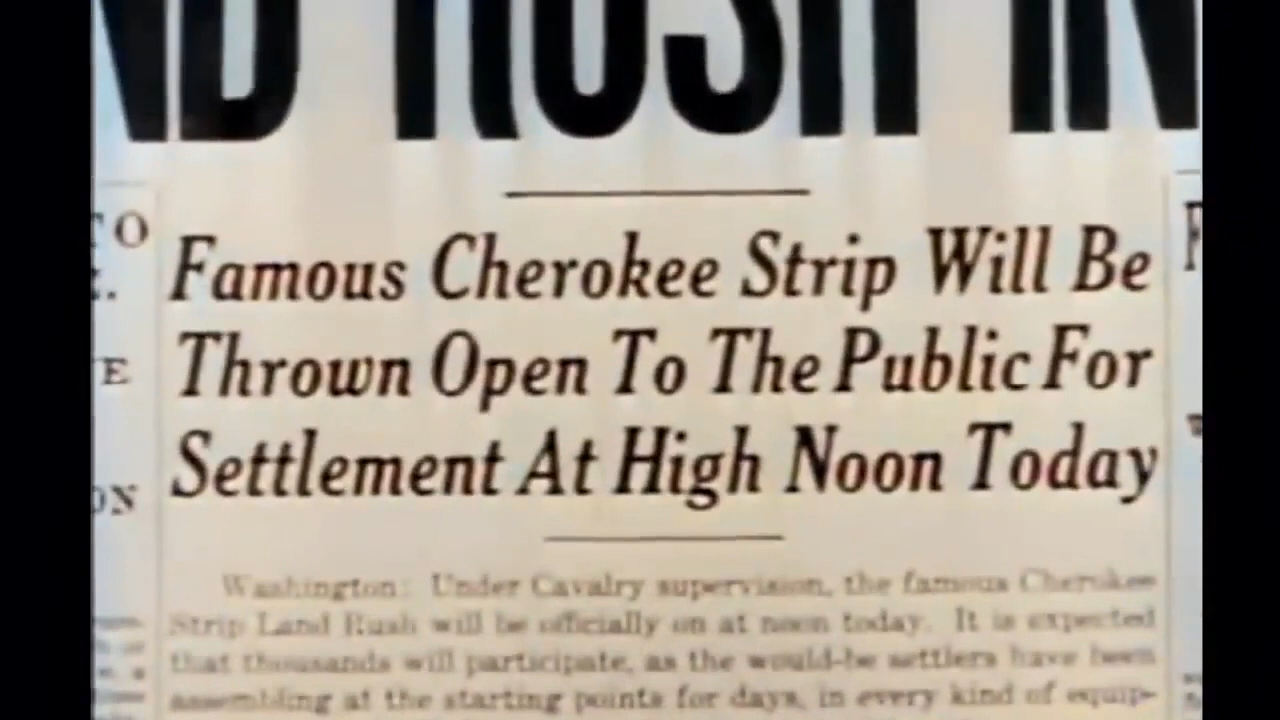 ND RUSH IN
TO
Famous Cherokee Strip Will Be
Thrown Open To The Public For
E
Settlement At High Noon Today
ON
Washington: Under Cavalry supervision, the famous Cherokee
Strip Land Rush will be officially on at noon today. It is expected
that thousands will participate, as the would-be settlers have been
assembling at the starting points for days, in every kind of equip-